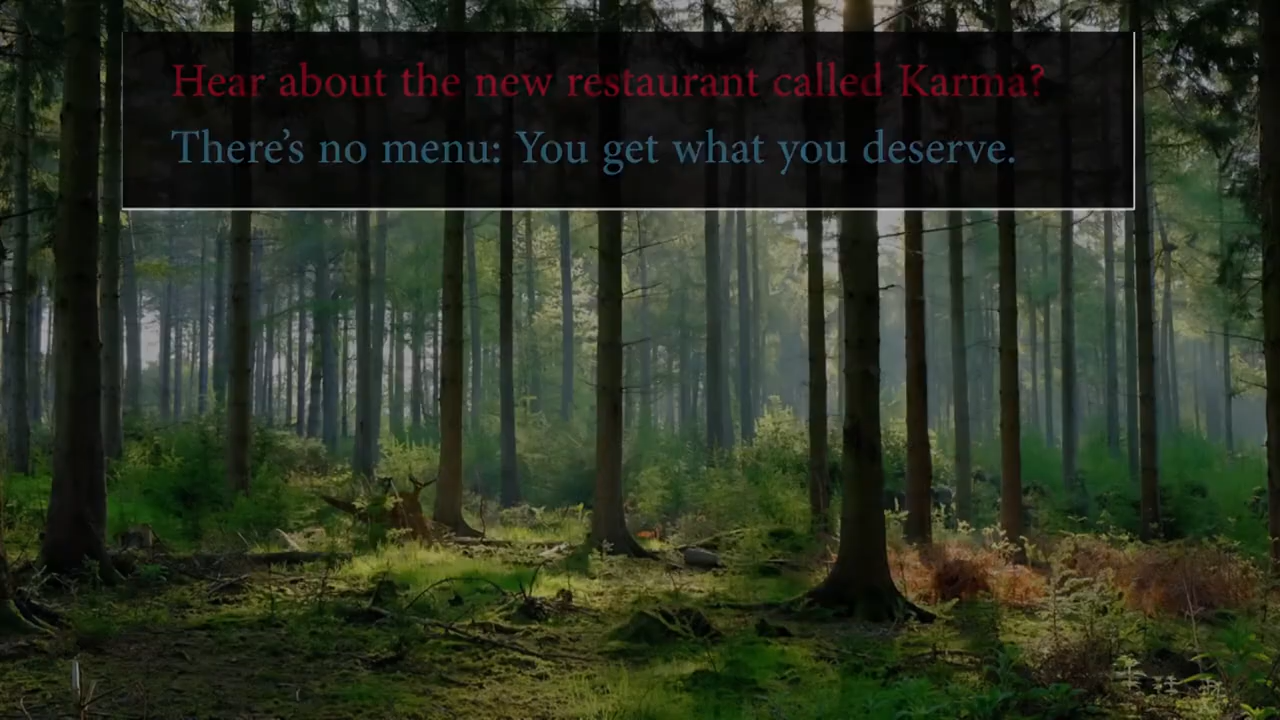 Hear about the new restaurant called Karma?
There’s no menu: You get what you deserve.